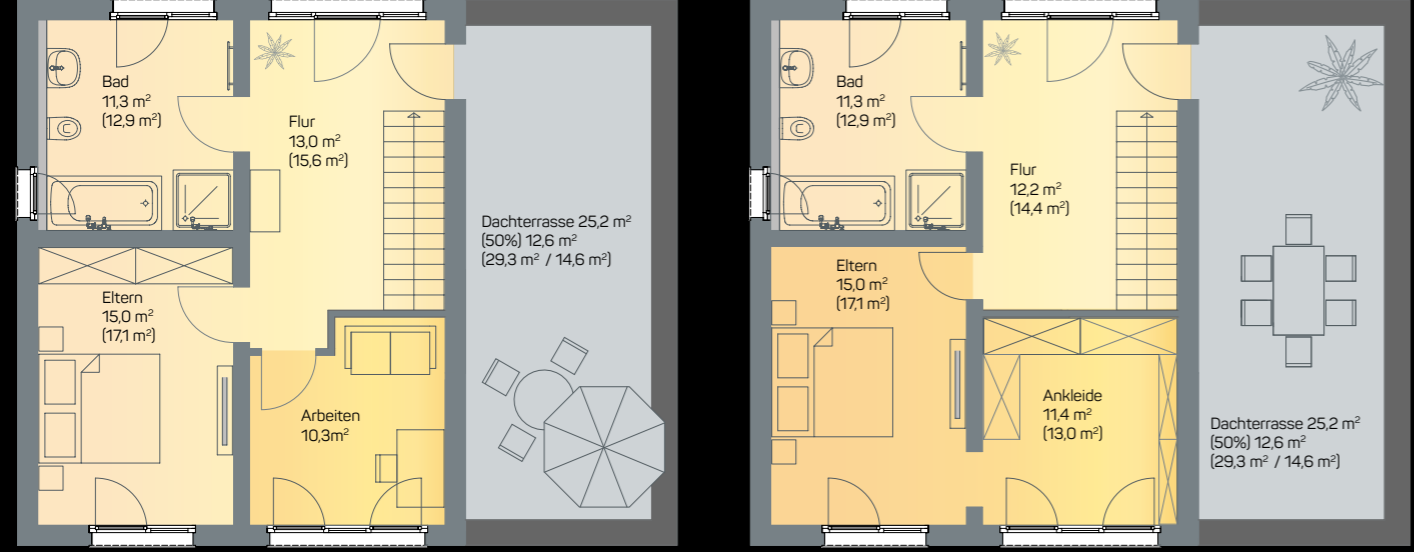 Bad
11,3 m²
(12,9 m²)
Flur
13,0 m²
(15,6 m²)
Dachterrasse 25,2 m²
(50%) 12,6 m²
(29,3 m² / 14,6 m²)
Eltern
15,0 m²
(17,1 m²)
Arbeiten
10,3m²
Bad
11,3 m²
(12,9 m²)
Flur
12,2 m²
(14,4 m²)
Eltern
15,0 m²
(17,1 m²)
Ankleide
11,4 m²
(13,0 m²)
Dachterrasse 25,2 m²
(50%) 12,6 m²
(29,3 m² / 14,6 m²)